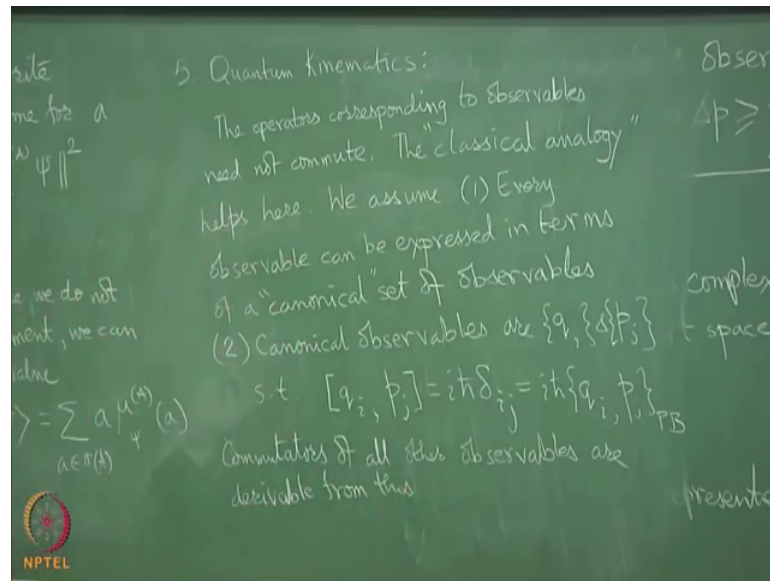 rite
me for a
ψ||²
e we do not
ment, we can
value
> = ∑ a μ_ψ^(A) (a)
a∈σ(A)
5. Quantum Kinematics:
The operators corresponding to observables
need not commute. The "classical analogy"
helps here. We assume (1) Every
observable can be expressed in terms
of a "canonical" set of observables
(2) Canonical observables are {q_i} & {p_j}
s.t. [q_i, p_j] = iħδ_ij = iħ{q_i, p_j}_PB
Commutators of all other observables are
derivable from this
obser
Δp ≥
complex
t space
presente
NPTEL